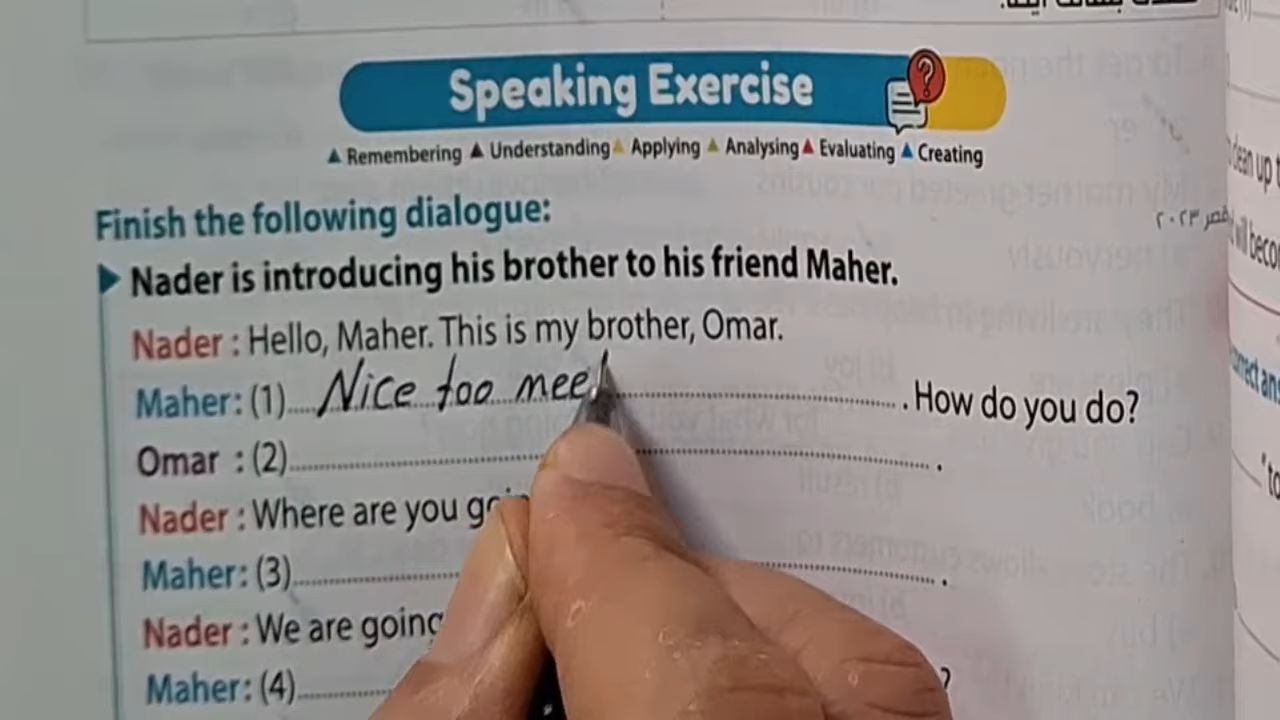 Speaking Exercise
Remembering Understanding Applying Analysing Evaluating Creating
Finish the following dialogue:
Nader is introducing his brother to his friend Maher.
Nader : Hello, Maher. This is my brother, Omar.
Maher: (1) Nice too meet . How do you do?
Omar : (2) .
Nader : Where are you
Maher: (3) .
Nader : We are going
Maher: (4) ?